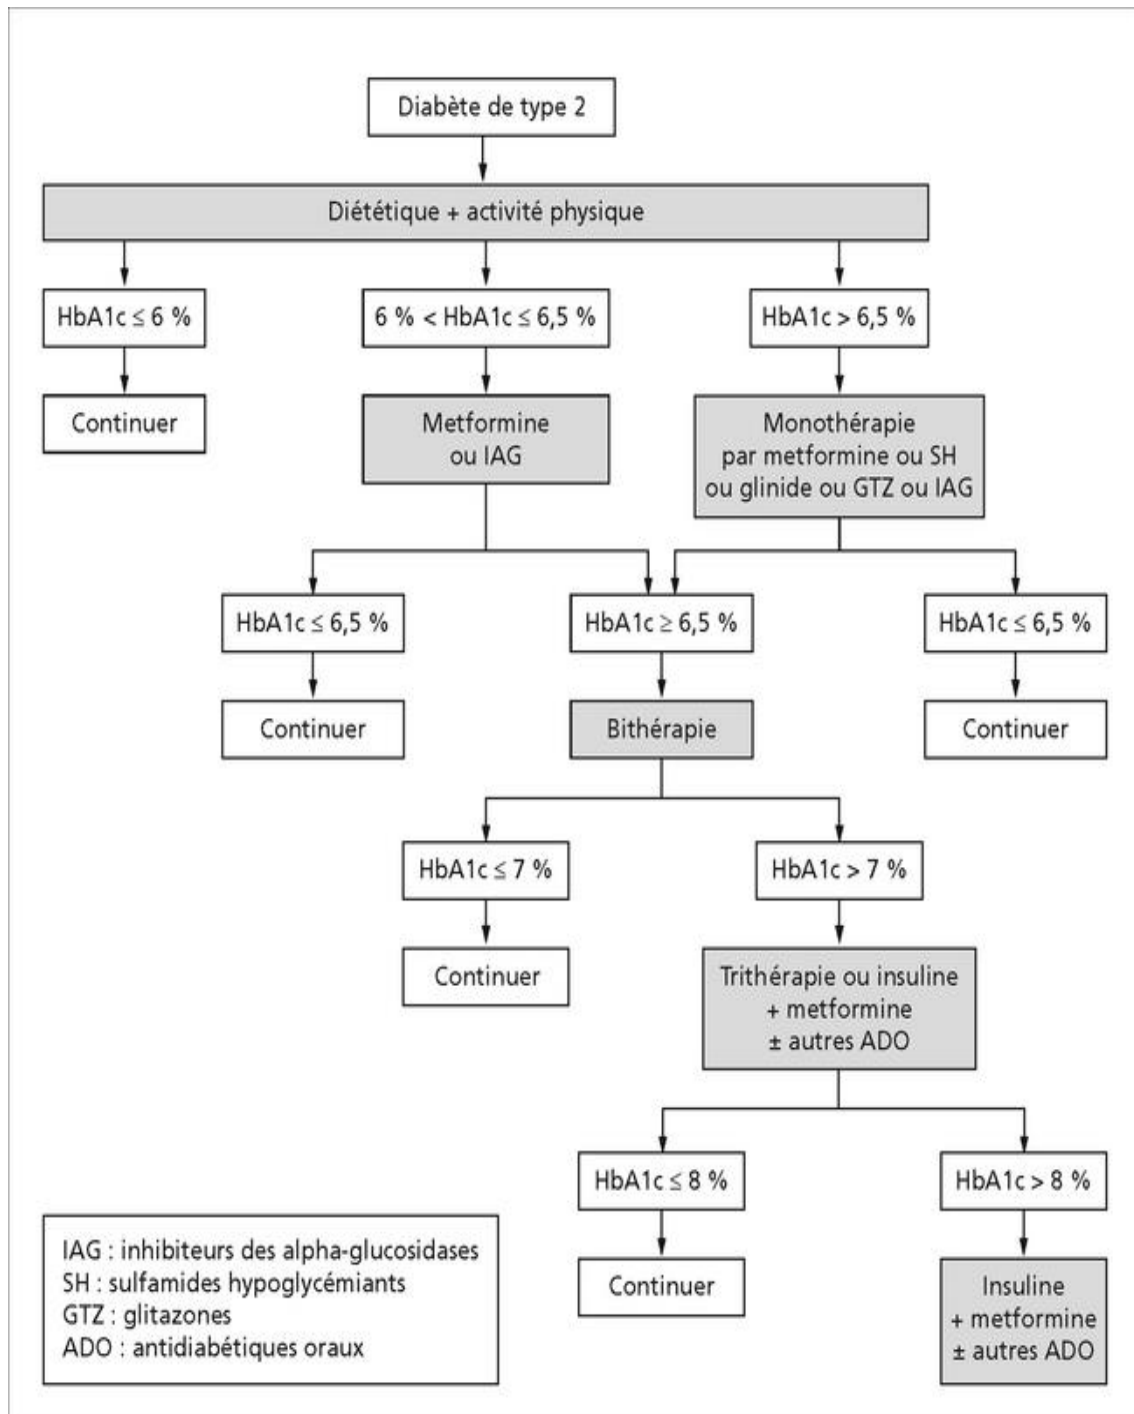 Diabète de type 2
Diététique + activité physique
HbA1c ≤ 6 %
6 % < HbA1c ≤ 6,5 %
HbA1c > 6,5 %
Continuer
Metformine
ou IAG
Monothérapie
par metformine ou SH
ou glinide ou GTZ ou IAG
HbA1c ≤ 6,5 %
HbA1c ≥ 6,5 %
HbA1c ≤ 6,5 %
Continuer
Bithérapie
Continuer
HbA1c ≤ 7 %
HbA1c > 7 %
Continuer
Trithérapie ou insuline
+ metformine
± autres ADO
HbA1c ≤ 8 %
HbA1c > 8 %
Continuer
Insuline
+ metformine
± autres ADO
IAG : inhibiteurs des alpha-glucosidases
SH : sulfamides hypoglycémiants
GTZ : glitazones
ADO : antidiabétiques oraux